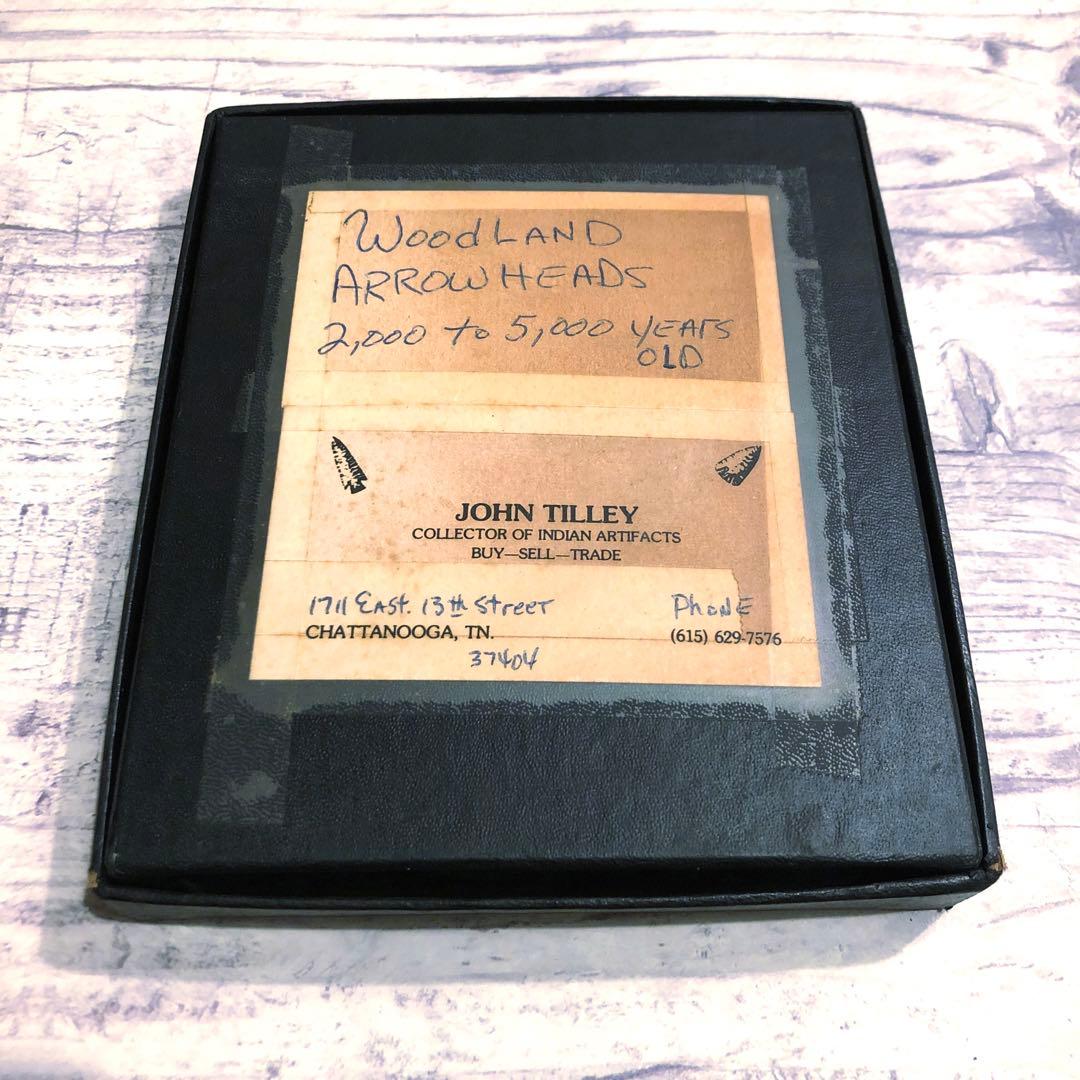 WoodLAND
ARROWHEADS
2,000 to 5,000 YEArS
OLD
JOHN TILLEY
COLLECTOR OF INDIAN ARTIFACTS
BUY—SELL—TRADE
1711 EAST. 13th Street
PhoNE
CHATTANOOGA, TN.
(615) 629-7576
37404